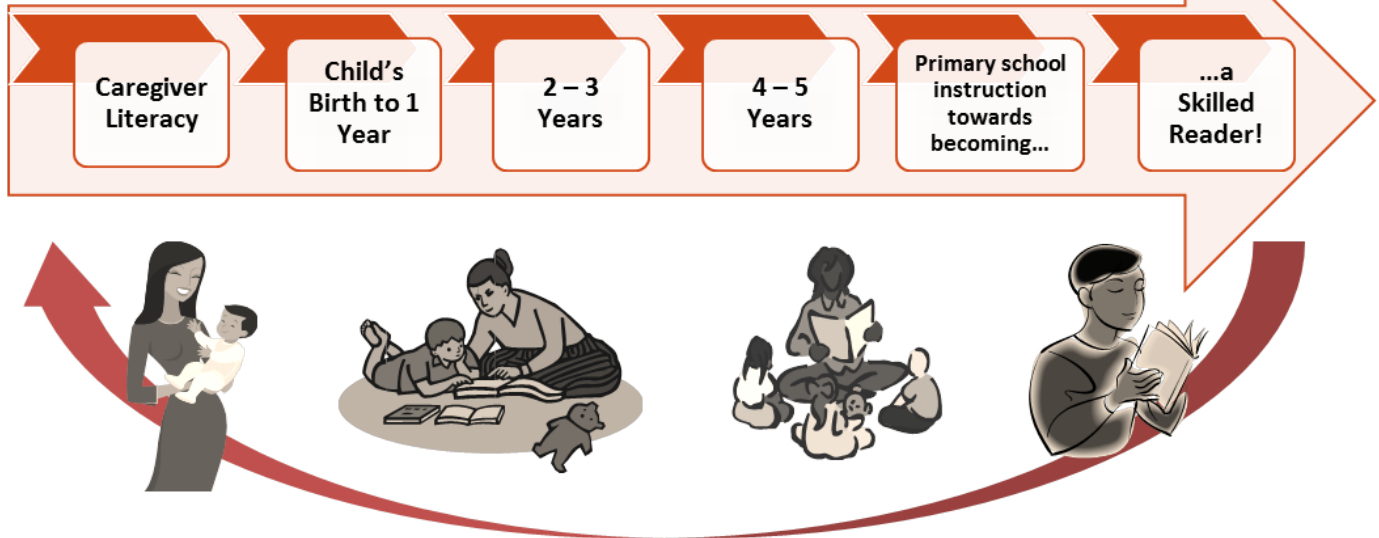 Caregiver
Literacy
Child’s
Birth to 1
Year
2 – 3
Years
4 – 5
Years
Primary school
instruction
towards
becoming…
…a
Skilled
Reader!